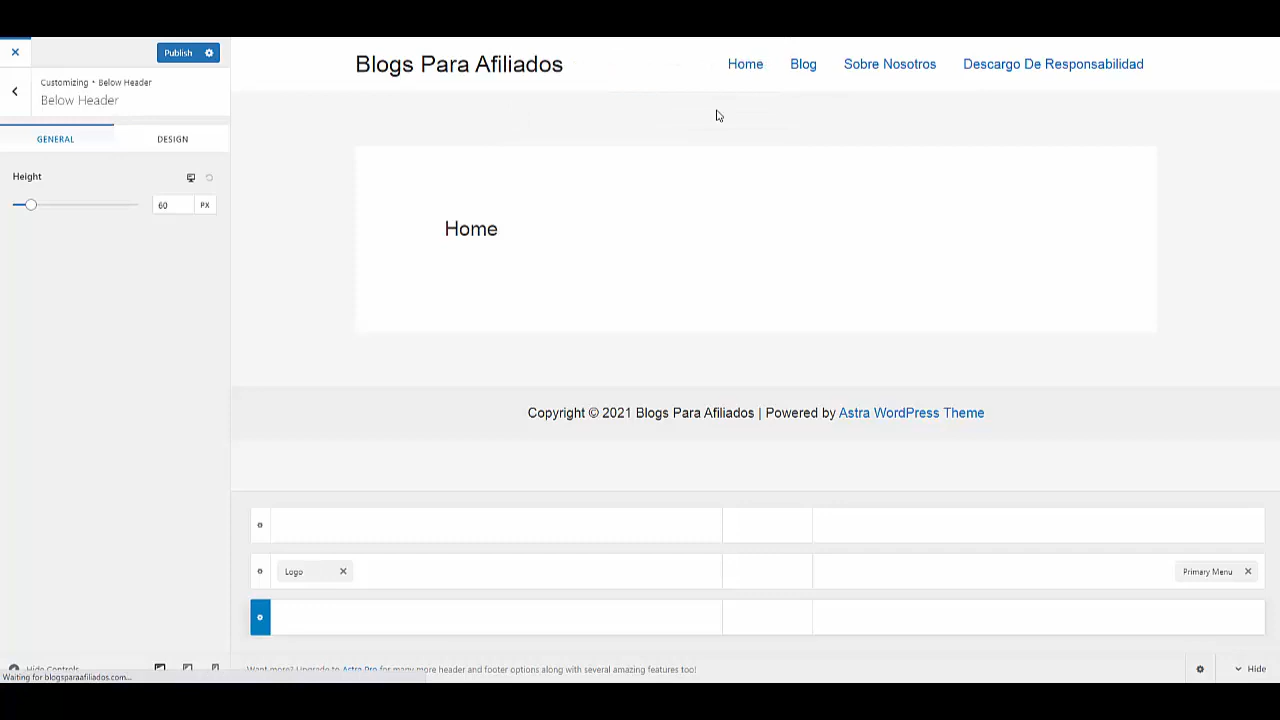 Publish
Customizing • Below Header
Below Header
GENERAL
DESIGN
Height
60
PX
Blogs Para Afiliados
Home
Blog
Sobre Nosotros
Descargo De Responsabilidad
Home
Copyright © 2021 Blogs Para Afiliados | Powered by Astra WordPress Theme
Logo
Primary Menu
Hide Controls
Want more? Upgrade to Astra Pro for many more header and footer options along with several amazing features too!
Hide
Waiting for blogsparaafiliados.com...